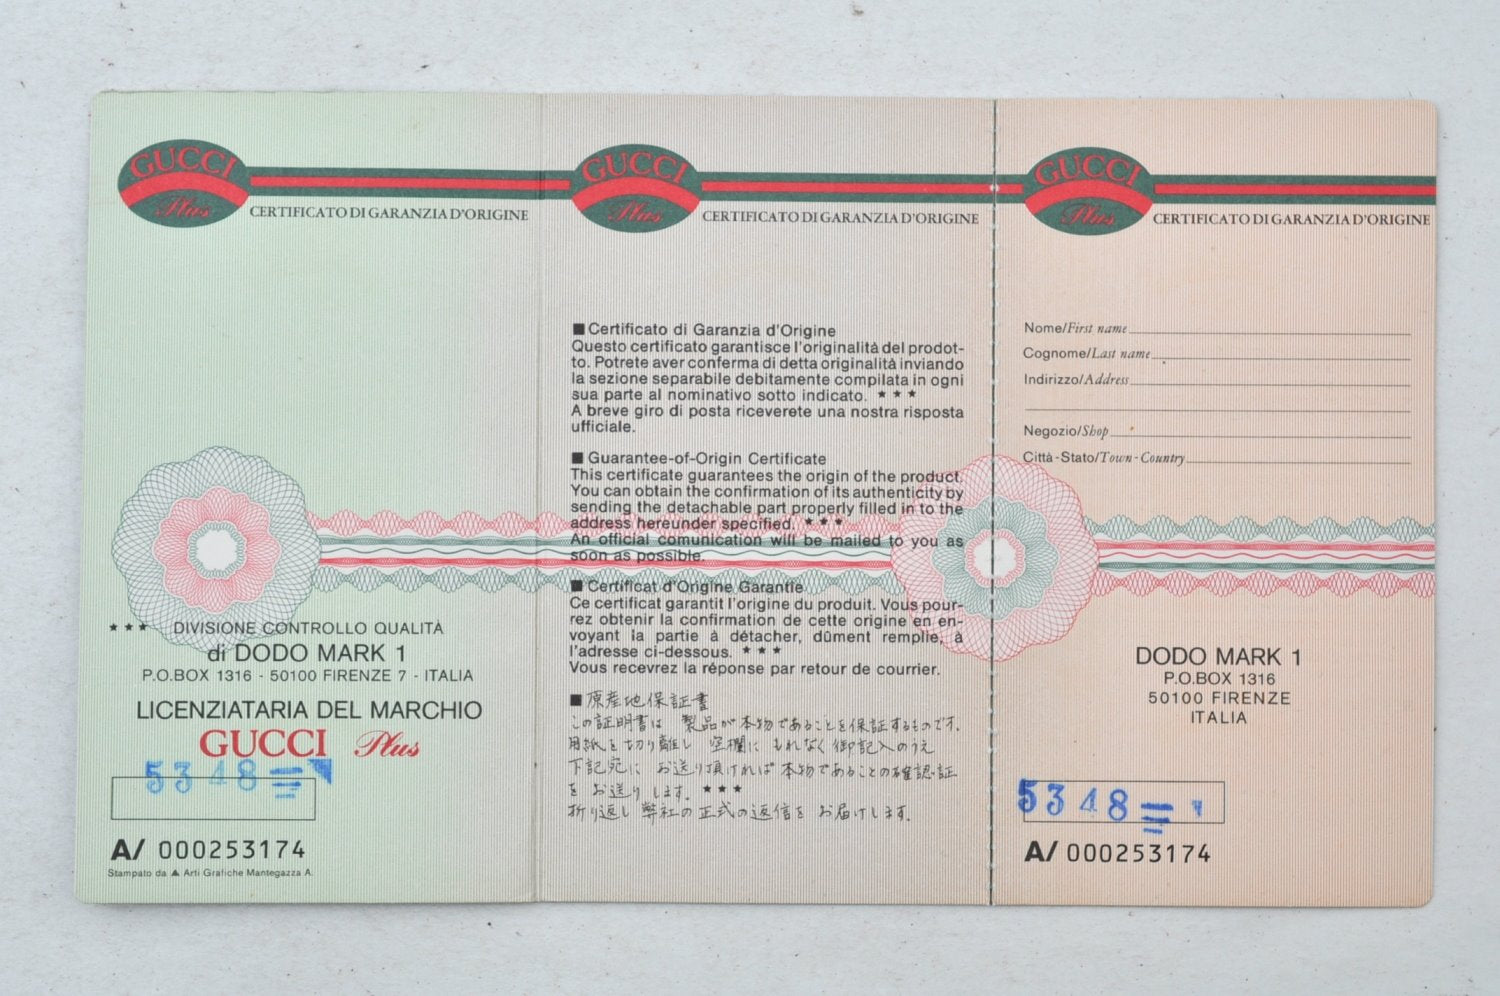 GUCCI
Plus
CERTIFICATO DI GARANZIA D'ORIGINE
★★★ DIVISIONE CONTROLLO QUALITÀ
di DODO MARK 1
P.O.BOX 1316 - 50100 FIRENZE 7 - ITALIA
LICENZIATARIA DEL MARCHIO
GUCCI Plus
5348=
A/ 000253174
Stampato da ▲ Arti Grafiche Mantegazza A.
GUCCI
Plus
CERTIFICATO DI GARANZIA D'ORIGINE
■ Certificato di Garanzia d'Origine
Questo certificato garantisce l'originalità del prodot-
to. Potrete aver conferma di detta originalità inviando
la sezione separabile debitamente compilata in ogni
sua parte al nominativo sotto indicato. ★★★
A breve giro di posta riceverete una nostra risposta
ufficiale.
■ Guarantee-of-Origin Certificate
This certificate guarantees the origin of the product.
You can obtain the confirmation of its authenticity by
sending the detachable part properly filled in to the
address hereunder specified. ★★★
An official comunication will be mailed to you as
soon as possible.
■ Certificat d'Origine Garantie
Ce certificat garantit l'origine du produit. Vous pour-
rez obtenir la confirmation de cette origine en en-
voyant la partie à détacher, dûment remplie, à
l'adresse ci-dessous. ★★★
Vous recevrez la réponse par retour de courrier.
■ 原産地保証書
この証明書は 製品が本物であることを保証するものです.
用紙を切り離し 空欄に もれなく御記入のうえ
下記宛に お送り頂ければ本物であることの確認証
を お送りします. ★★★
折り返し 弊社の正式の返信を お届けします.
GUCCI
Plus
CERTIFICATO DI GARANZIA D'ORIGINE
Nome/First name
Cognome/Last name
Indirizzo/Address
Negozio/Shop
Città-Stato/Town-Country
DODO MARK 1
P.O.BOX 1316
50100 FIRENZE
ITALIA
5348=
A/ 000253174